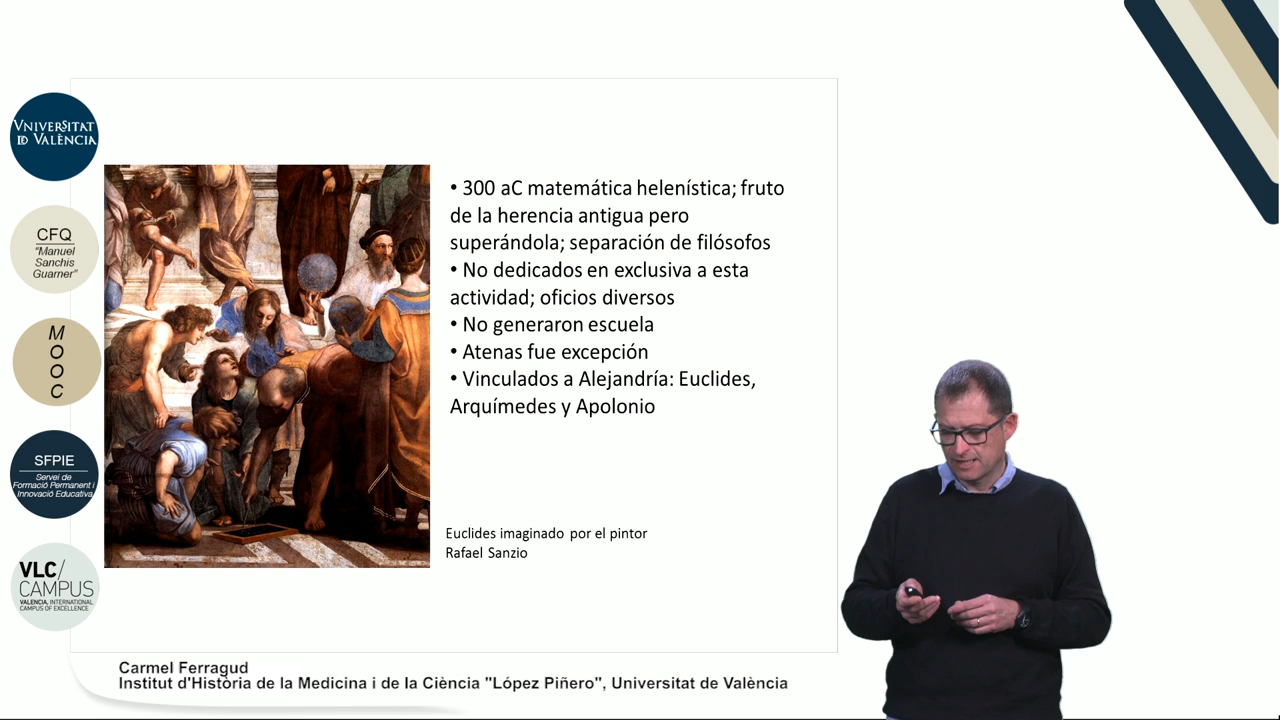 VNIVERSITAT
ID VALÈNCIA
CFQ
"Manuel
Sanchis
Guarner"
M
O
O
C
SFPIE
Servei de
Formació Permanent i
Innovació Educativa
VLC/
CAMPUS
VALENCIA, INTERNATIONAL
CAMPUS OF EXCELLENCE
• 300 aC matemática helenística; fruto
de la herencia antigua pero
superándola; separación de filósofos
• No dedicados en exclusiva a esta
actividad; oficios diversos
• No generaron escuela
• Atenas fue excepción
• Vinculados a Alejandría: Euclides,
Arquímedes y Apolonio
Euclides imaginado por el pintor
Rafael Sanzio
Carmel Ferragud
Institut d'Història de la Medicina i de la Ciència "López Piñero", Universitat de València